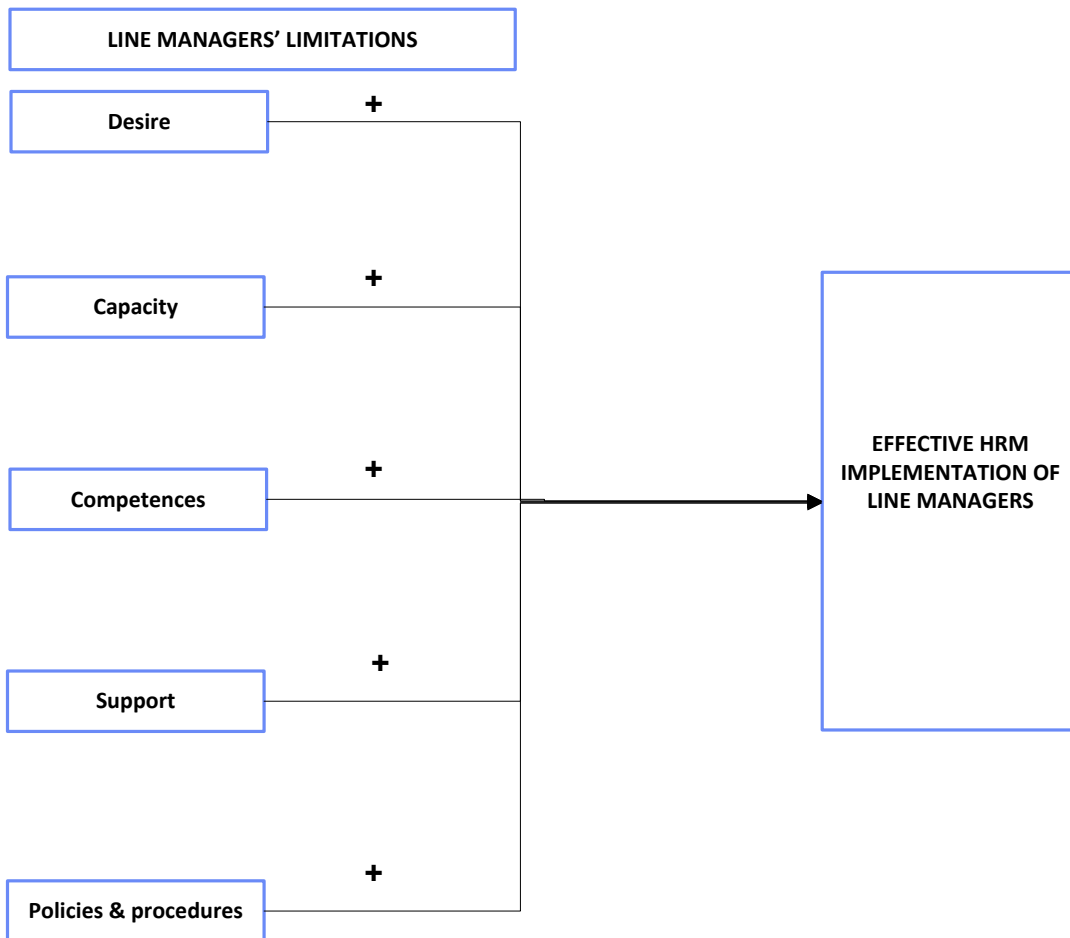 LINE MANAGERS’ LIMITATIONS
+
Desire
+
Capacity
EFFECTIVE HRM
IMPLEMENTATION OF
LINE MANAGERS
+
Competences
+
Support
+
Policies & procedures